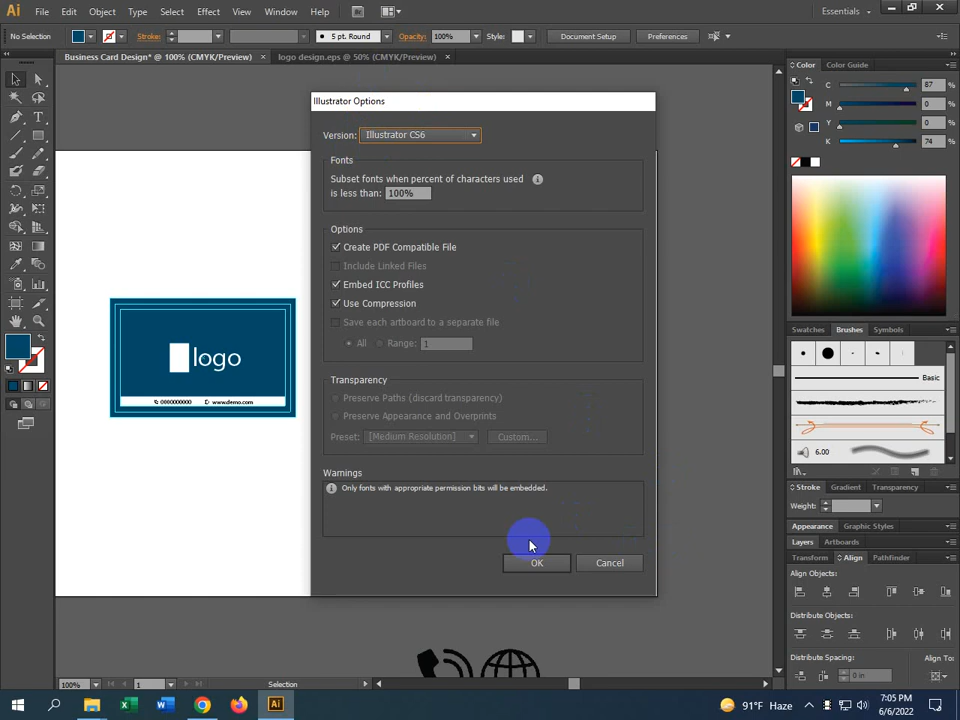 Ai File Edit Object Type Select Effect View Window Help Br Essentials
No Selection Stroke: 5 pt. Round Opacity: 100% Style: Document Setup Preferences
Business Card Design* @ 100% (CMYK/Preview) × logo design.eps @ 50% (CMYK/Preview) ×
Illustrator Options
Version: Illustrator CS6
Fonts
Subset fonts when percent of characters used
is less than: 100%
Options
Create PDF Compatible File
Include Linked Files
Embed ICC Profiles
Use Compression
Save each artboard to a separate file
All Range: 1
Transparency
Preserve Paths (discard transparency)
Preserve Appearance and Overprints
Preset: [Medium Resolution] Custom...
Warnings
Only fonts with appropriate permission bits will be embedded.
OK Cancel
logo
0000000000 www.demo.com
Color Color Guide
C 87 %
M 0 %
Y 0 %
K 74 %
Swatches Brushes Symbols
Basic
6.00
Stroke Gradient Transparency
Weight:
Appearance Graphic Styles
Layers Artboards
Transform Align Pathfinder
Align Objects:
Distribute Objects:
Distribute Spacing: Align To:
0 in
100% 1 Selection
91°F Haze 7:05 PM
6/6/2022